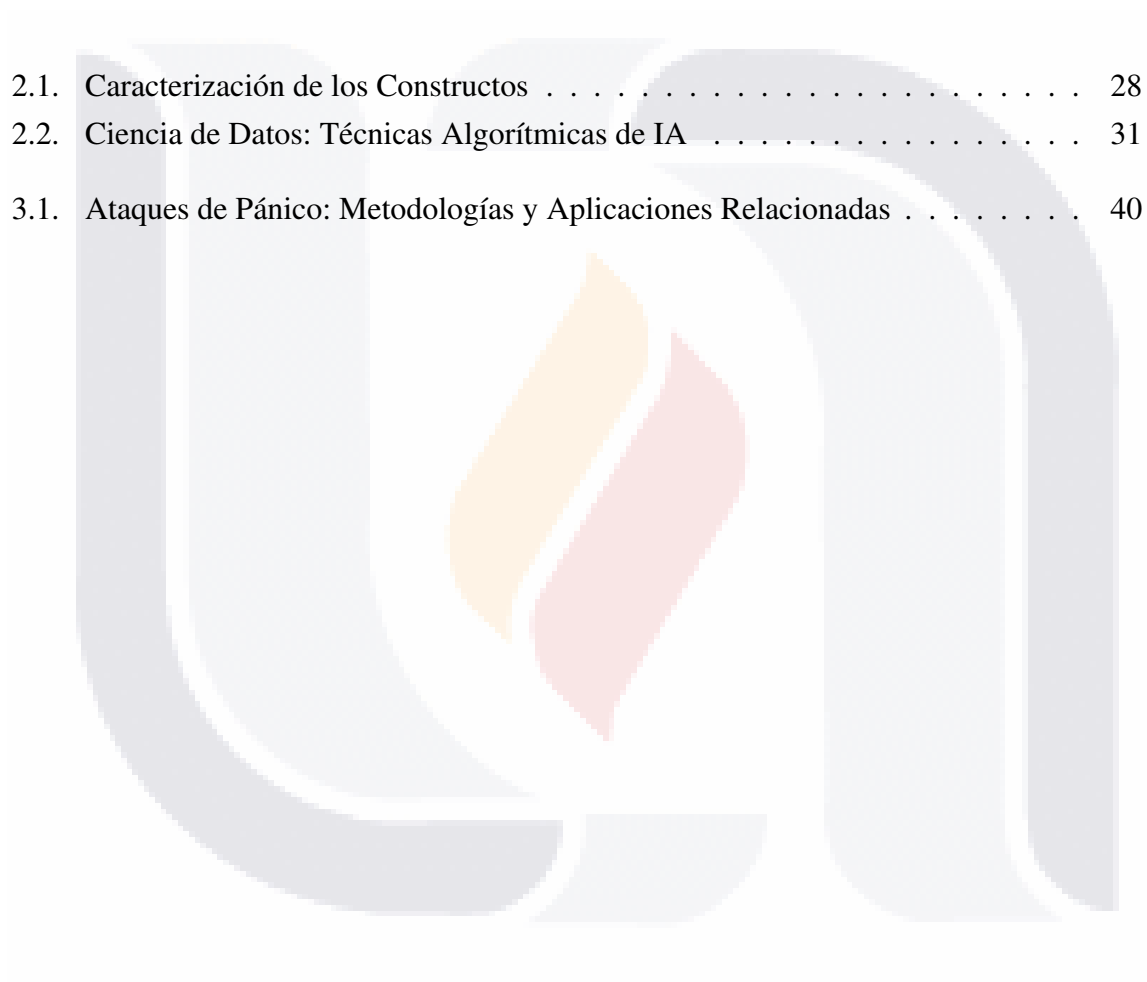 2.1. Caracterización de los Constructos . . . . . . . . . . . . . . . . . . . . . . . 28
2.2. Ciencia de Datos: Técnicas Algorítmicas de IA . . . . . . . . . . . . . . . . 31
3.1. Ataques de Pánico: Metodologías y Aplicaciones Relacionadas . . . . . . . . 40